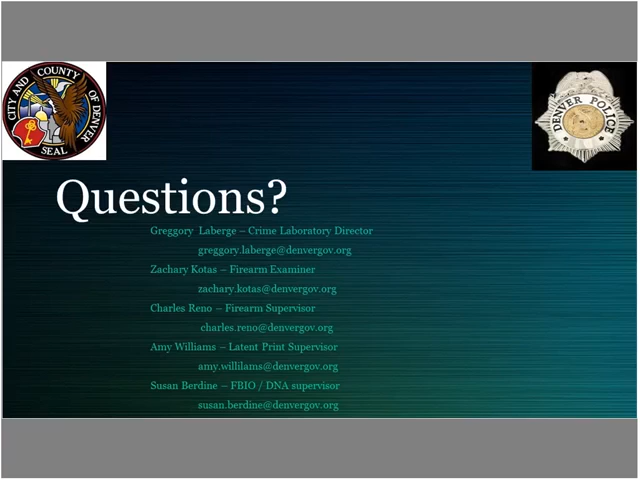 CITY AND COUNTY OF DENVER
SEAL
DENVER POLICE
Questions?
Greggory Laberge – Crime Laboratory Director
greggory.laberge@denvergov.org
Zachary Kotas – Firearm Examiner
zachary.kotas@denvergov.org
Charles Reno – Firearm Supervisor
charles.reno@denvergov.org
Amy Williams – Latent Print Supervisor
amy.willilams@denvergov.org
Susan Berdine – FBIO / DNA supervisor
susan.berdine@denvergov.org